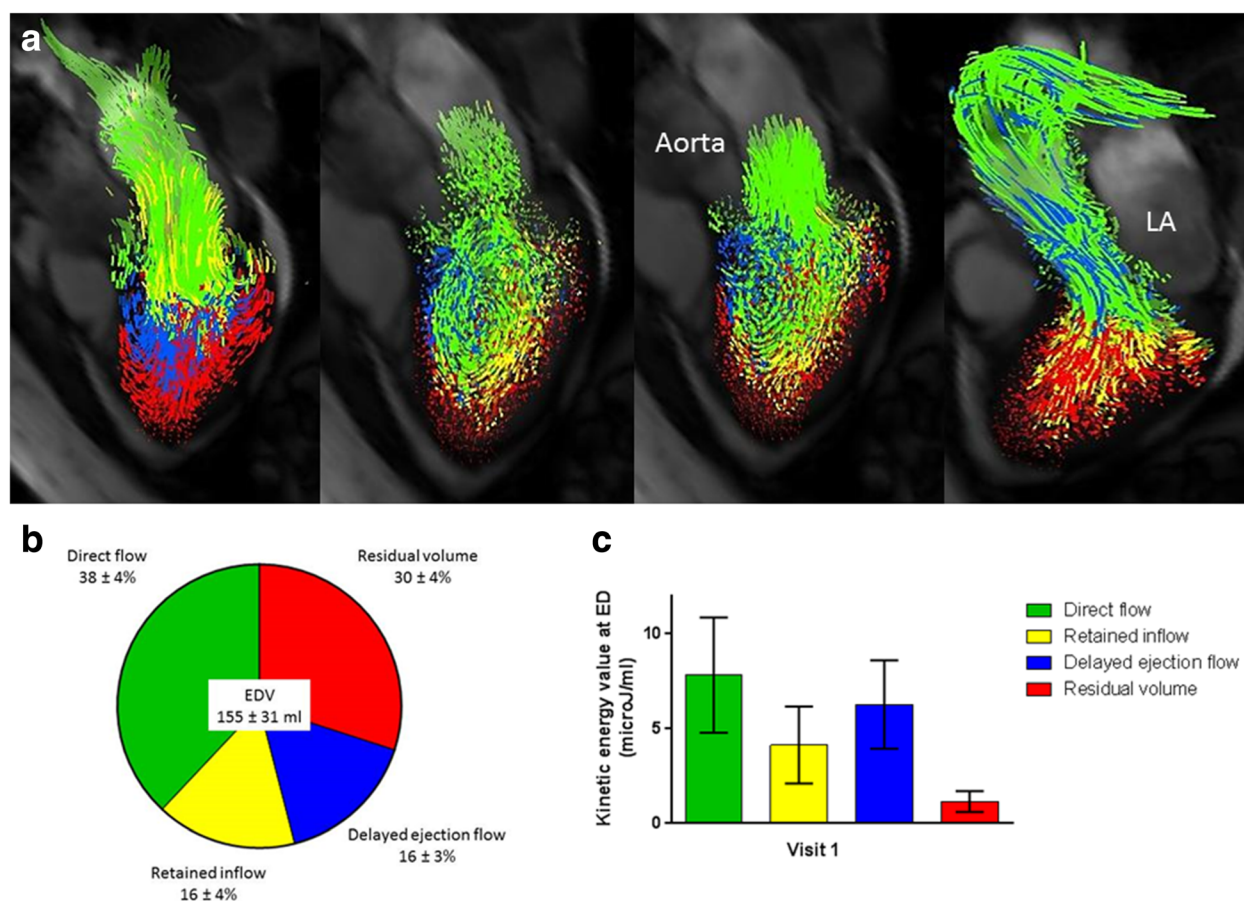 a
Aorta
LA
b
Direct flow
38 ± 4%
Residual volume
30 ± 4%
EDV
155 ± 31 ml
Delayed ejection flow
16 ± 3%
Retained inflow
16 ± 4%
c
Kinetic energy value at ED
(microJ/ml)
10
5
0
Visit 1
Direct flow
Retained inflow
Delayed ejection flow
Residual volume